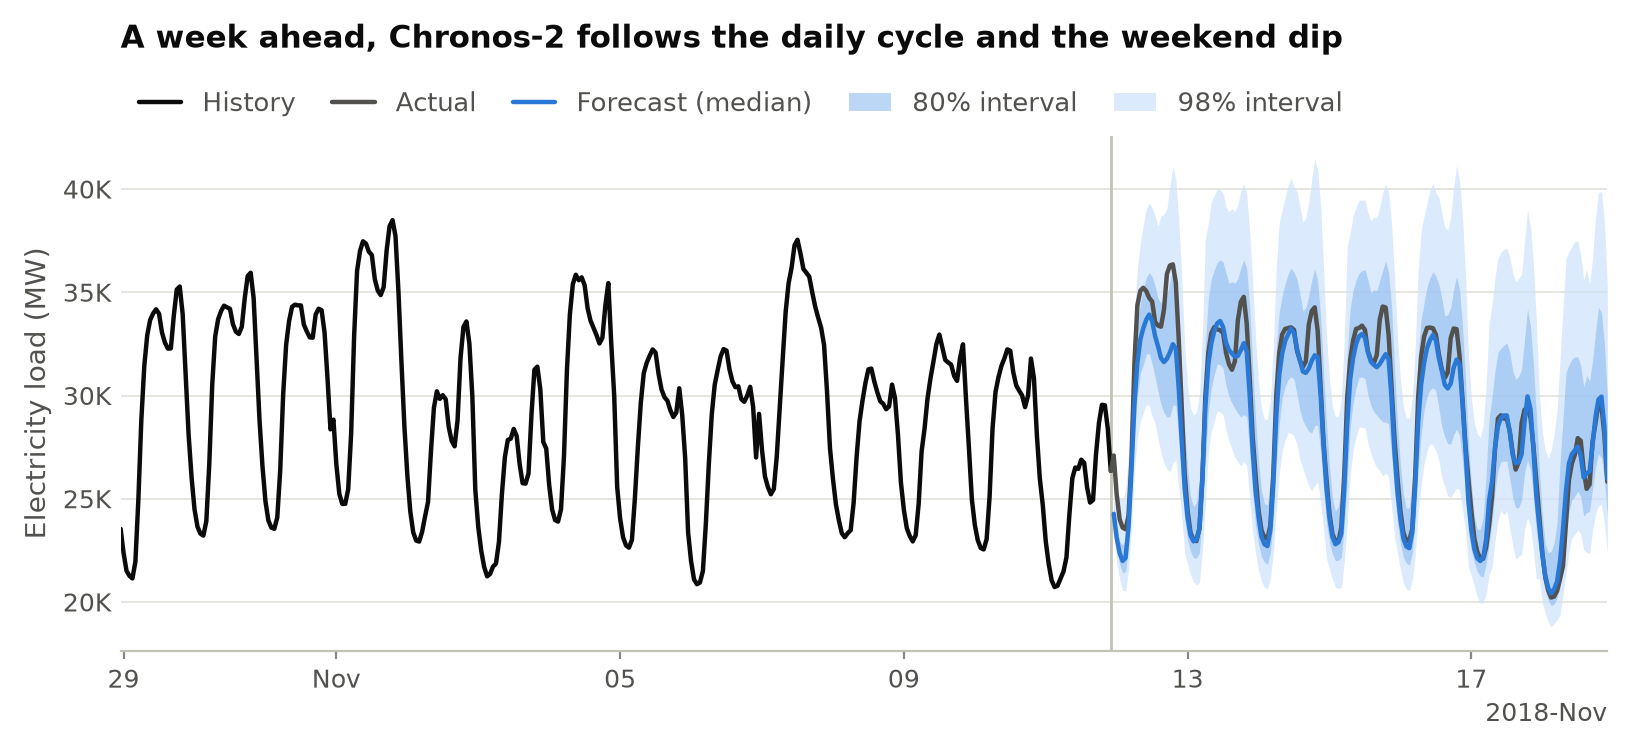 A week ahead, Chronos-2 follows the daily cycle and the weekend dip
History Actual Forecast (median) 80% interval 98% interval
Electricity load (MW)
40K
35K
30K
25K
20K
29 Nov 05 09 13 17
2018-Nov